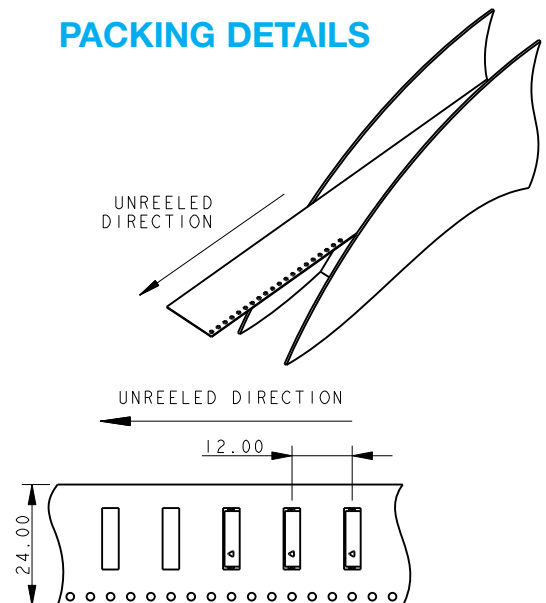 PACKING DETAILS
UNREELED
DIRECTION
UNREELED DIRECTION
12.00
24.00